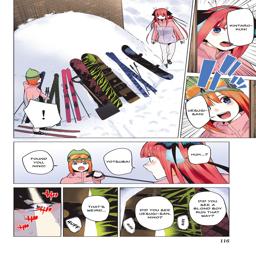 KINTARO-
KUN!
!
UESUGI-
SAN!
HUH...?
YOTSUBA!
FOUND
YOU,
NINO!
DID YOU
SEE A
BLOND BOY
RUN THAT
WAY?
DID YOU
SEE
UESUGI-
SAN,
NINO?
THAT'S
WEIRD...
116